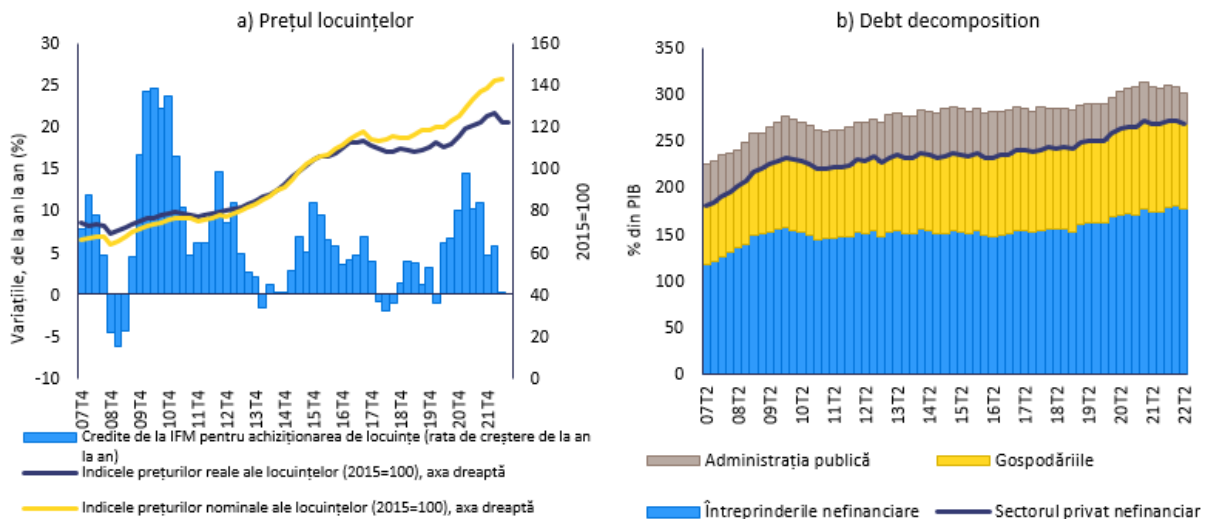 a) Prețul locuințelor
30
25
20
15
10
5
0
-5
-10
Variațiile, de la an la an (%)
160
140
120
100
80
60
40
20
0
2015=100
07T4
08T4
09T4
10T4
11T4
12T4
13T4
14T4
15T4
16T4
17T4
18T4
19T4
20T4
21T4
Credite de la IFM pentru achiziționarea de locuințe (rata de creștere de la an
la an)
Indicele prețurilor reale ale locuințelor (2015=100), axa dreaptă
Indicele prețurilor nominale ale locuințelor (2015=100), axa dreaptă
b) Debt decomposition
350
300
250
200
150
100
50
0
% din PIB
07T2
08T2
09T2
10T2
11T2
12T2
13T2
14T2
15T2
16T2
17T2
18T2
19T2
20T2
21T2
22T2
Administrația publică
Gospodăriile
Întreprinderile nefinanciare
Sectorul privat nefinanciar